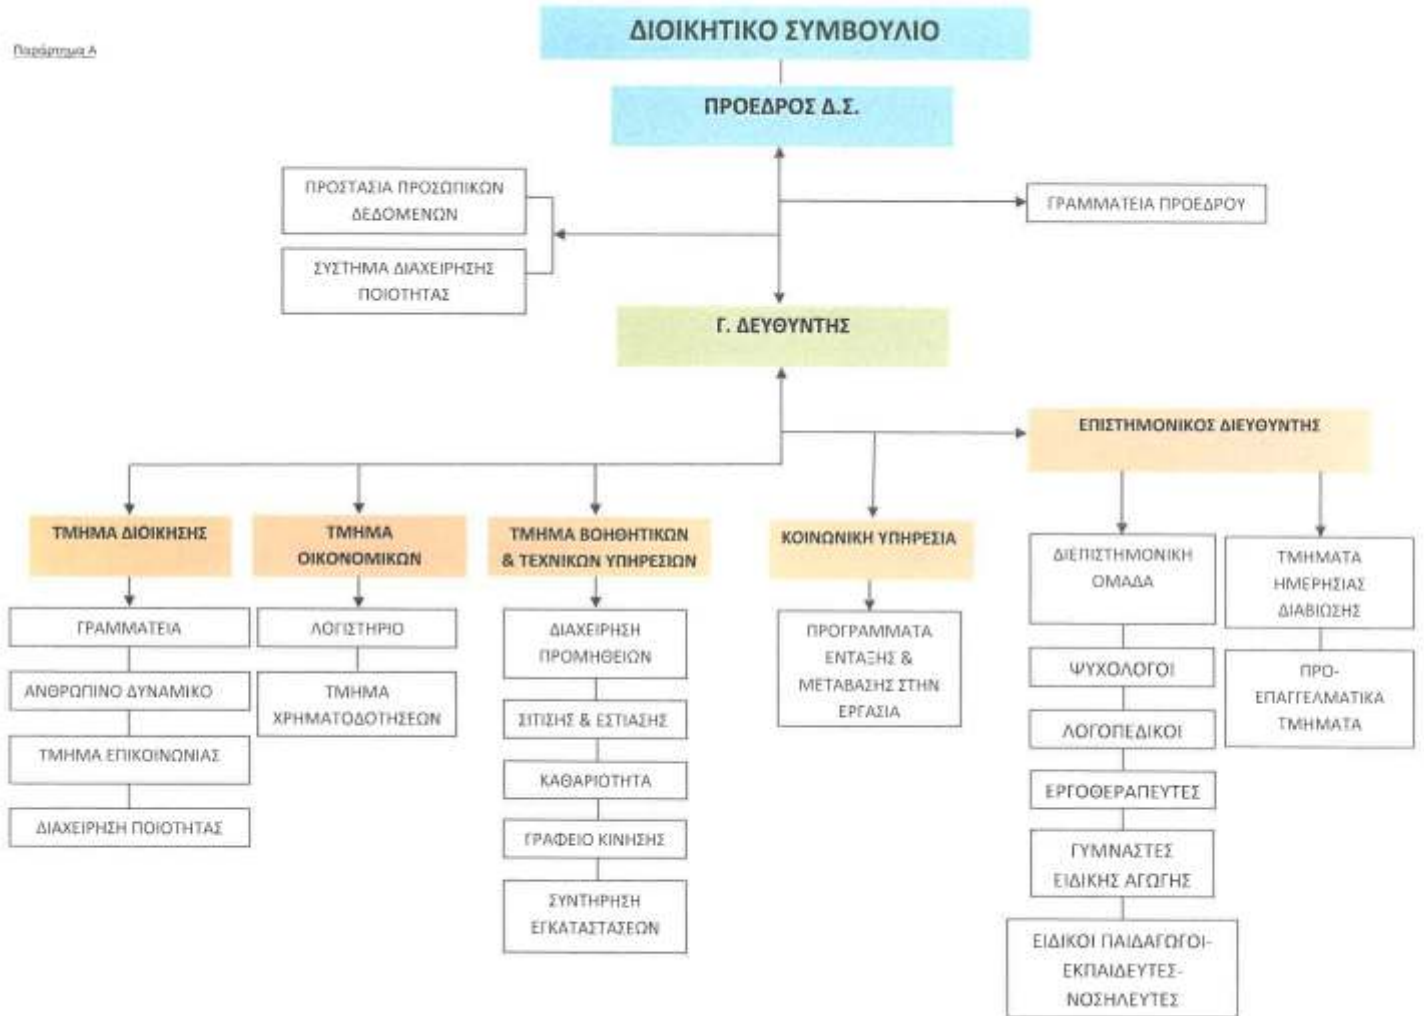 Παράρτημα Α
ΔΙΟΙΚΗΤΙΚΟ ΣΥΜΒΟΥΛΙΟ
ΠΡΟΕΔΡΟΣ Δ.Σ.
ΠΡΟΣΤΑΣΙΑ ΠΡΟΣΩΠΙΚΩΝ
ΔΕΔΟΜΕΝΩΝ
ΓΡΑΜΜΑΤΕΙΑ ΠΡΟΕΔΡΟΥ
ΣΥΣΤΗΜΑ ΔΙΑΧΕΙΡΗΣΗΣ
ΠΟΙΟΤΗΤΑΣ
Γ. ΔΕΥΘΥΝΤΗΣ
ΕΠΙΣΤΗΜΟΝΙΚΟΣ ΔΙΕΥΘΥΝΤΗΣ
ΤΜΗΜΑ ΔΙΟΙΚΗΣΗΣ
ΓΡΑΜΜΑΤΕΙΑ
ΑΝΘΡΩΠΙΝΟ ΔΥΝΑΜΙΚΟ
ΤΜΗΜΑ ΕΠΙΚΟΙΝΩΝΙΑΣ
ΔΙΑΧΕΙΡΗΣΗ ΠΟΙΟΤΗΤΑΣ
ΤΜΗΜΑ
ΟΙΚΟΝΟΜΙΚΩΝ
ΛΟΓΙΣΤΗΡΙΟ
ΤΜΗΜΑ
ΧΡΗΜΑΤΟΔΟΤΗΣΕΩΝ
ΤΜΗΜΑ ΒΟΗΘΗΤΙΚΩΝ
& ΤΕΧΝΙΚΩΝ ΥΠΗΡΕΣΙΩΝ
ΔΙΑΧΕΙΡΗΣΗ
ΠΡΟΜΗΘΕΙΩΝ
ΣΙΤΙΣΗΣ & ΕΣΤΙΑΣΗΣ
ΚΑΘΑΡΙΟΤΗΤΑ
ΓΡΑΦΕΙΟ ΚΙΝΗΣΗΣ
ΣΥΝΤΗΡΗΣΗ
ΕΓΚΑΤΑΣΤΑΣΕΩΝ
ΚΟΙΝΩΝΙΚΗ ΥΠΗΡΕΣΙΑ
ΠΡΟΓΡΑΜΜΑΤΑ
ΕΝΤΑΞΗΣ &
ΜΕΤΑΒΑΣΗΣ ΣΤΗΝ
ΕΡΓΑΣΙΑ
ΔΙΕΠΙΣΤΗΜΟΝΙΚΗ
ΟΜΑΔΑ
ΨΥΧΟΛΟΓΟΙ
ΛΟΓΟΠΕΔΙΚΟΙ
ΕΡΓΟΘΕΡΑΠΕΥΤΕΣ
ΓΥΜΝΑΣΤΕΣ
ΕΙΔΙΚΗΣ ΑΓΩΓΗΣ
ΕΙΔΙΚΟΙ ΠΑΙΔΑΓΩΓΟΙ-
ΕΚΠΑΙΔΕΥΤΕΣ-
ΝΟΣΗΛΕΥΤΕΣ
ΤΜΗΜΑΤΑ
ΗΜΕΡΗΣΙΑΣ
ΔΙΑΒΙΩΣΗΣ
ΠΡΟ-
ΕΠΑΓΓΕΛΜΑΤΙΚΑ
ΤΜΗΜΑΤΑ